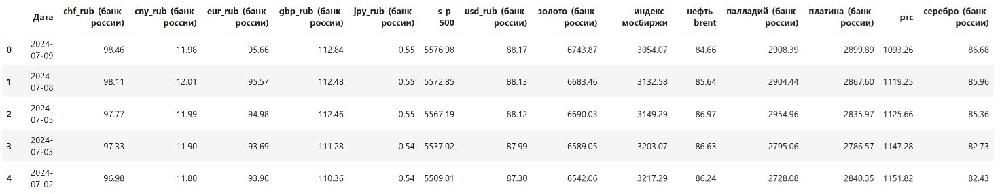 Дата chf_rub-(банк-россии) cny_rub-(банк-россии) eur_rub-(банк-россии) gbp_rub-(банк-россии) jpy_rub-(банк-россии) s-p-500 usd_rub-(банк-россии) золото-(банк-россии) индекс-мосбиржи нефть-brent палладий-(банк-россии) платина-(банк-россии) ртс серебро-(банк-россии)
0 2024-07-09 98.46 11.98 95.66 112.84 0.55 5576.98 88.17 6743.87 3054.07 84.66 2908.39 2899.89 1093.26 86.68
1 2024-07-08 98.11 12.01 95.57 112.48 0.55 5572.85 88.13 6683.46 3132.58 85.64 2904.44 2867.60 1119.25 85.96
2 2024-07-05 97.77 11.99 94.98 112.46 0.55 5567.19 88.12 6690.03 3149.29 86.97 2954.96 2835.97 1125.66 85.36
3 2024-07-03 97.33 11.90 93.69 111.28 0.54 5537.02 87.99 6589.05 3203.07 86.63 2795.06 2786.57 1147.28 82.73
4 2024-07-02 96.98 11.80 93.96 110.36 0.54 5509.01 87.30 6542.06 3217.29 86.24 2728.08 2840.35 1151.82 82.43